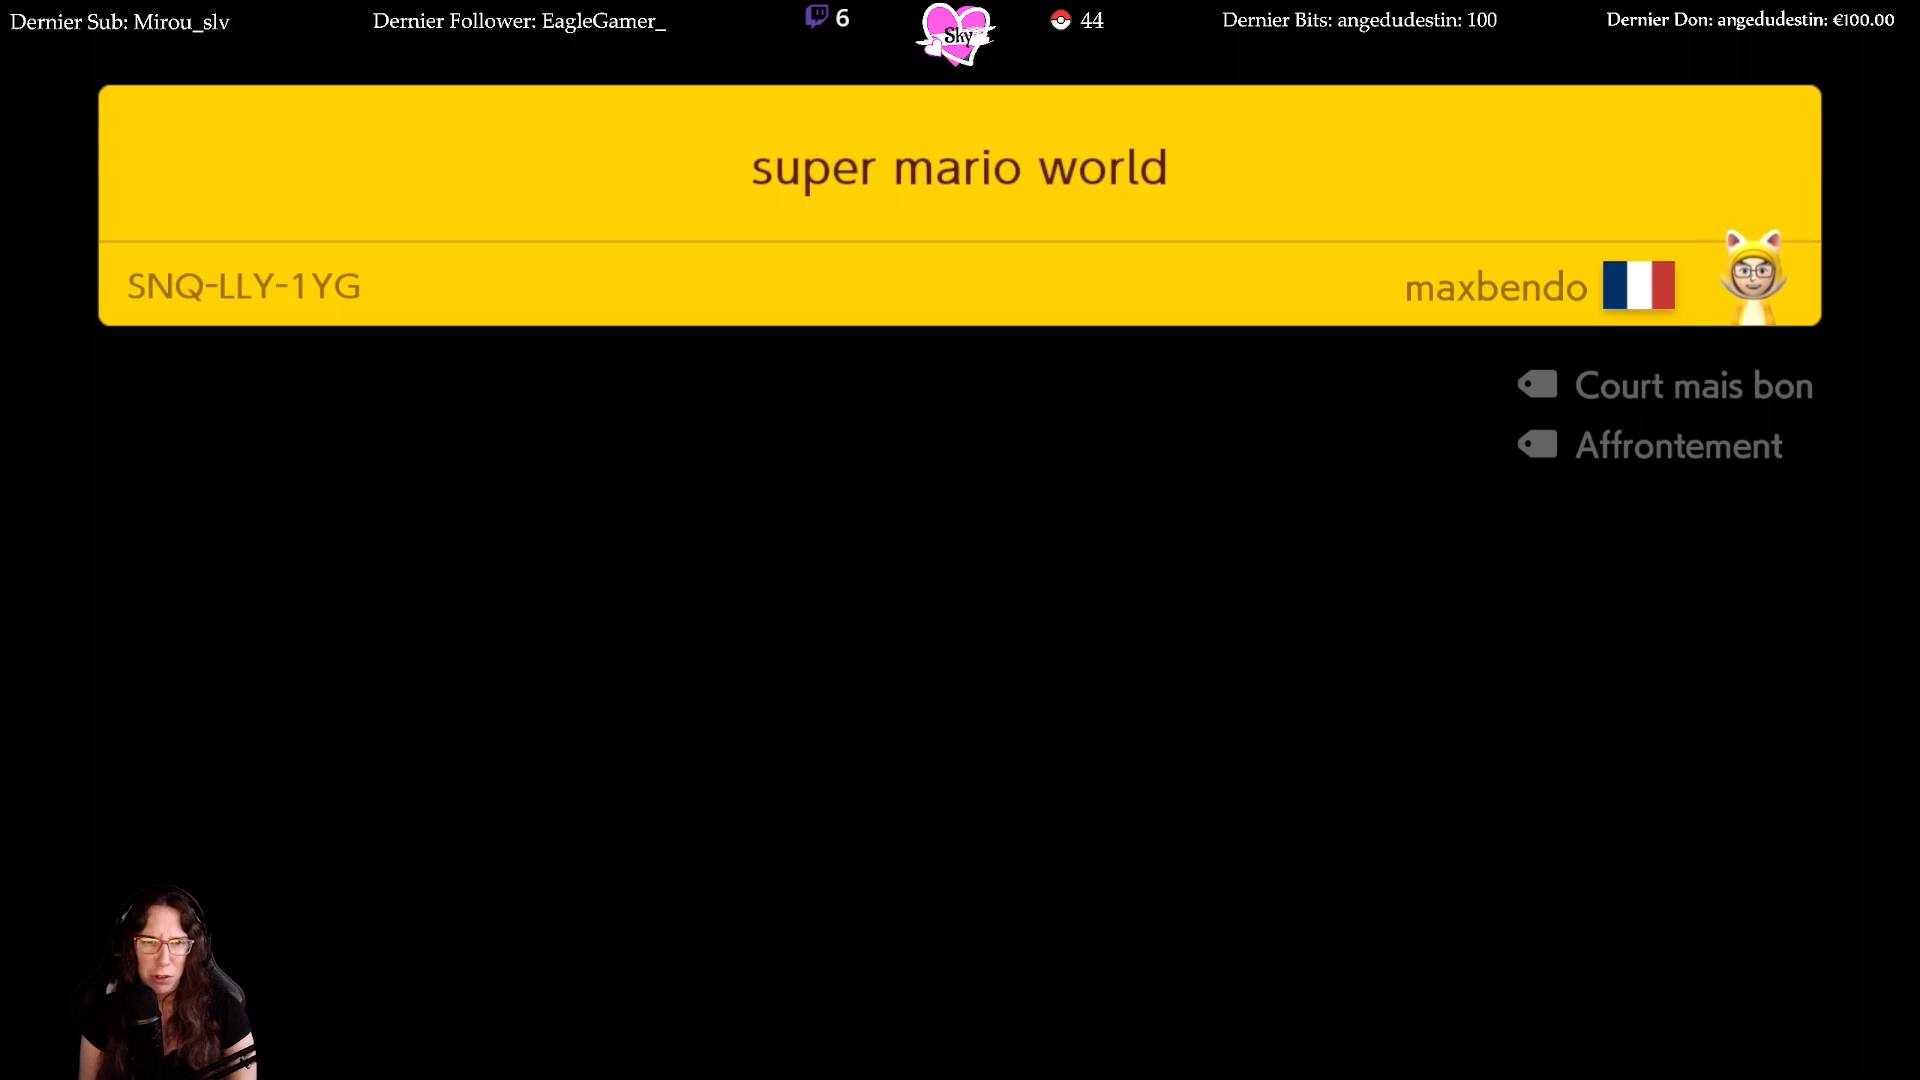 Dernier Sub: Mirou_slv
Dernier Follower: EagleGamer_
6
Sky
44
Dernier Bits: angedudestin: 100
Dernier Don: angedudestin: €100.00
super mario world
SNQ-LLY-1YG
maxbendo
Court mais bon
Affrontement